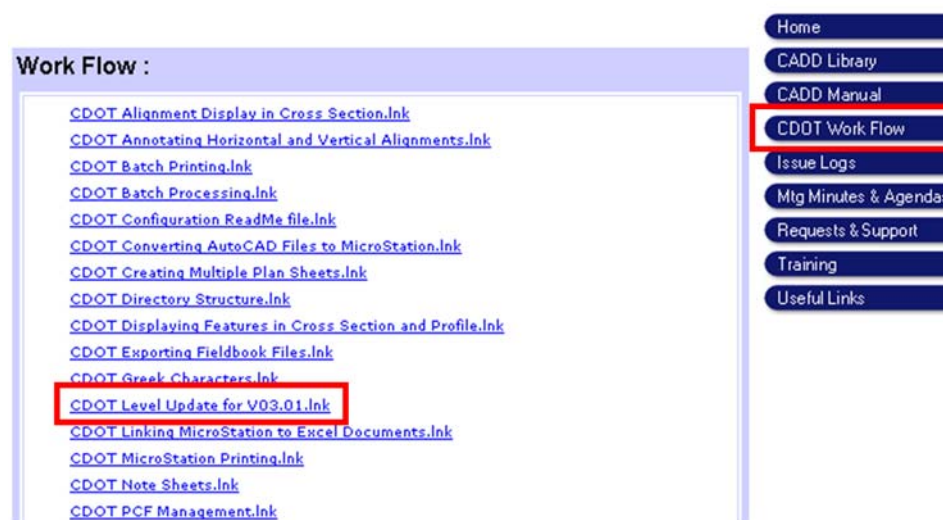 Work Flow :
CDOT Alignment Display in Cross Section.lnk
CDOT Annotating Horizontal and Vertical Alignments.lnk
CDOT Batch Printing.lnk
CDOT Batch Processing.lnk
CDOT Configuration ReadMe file.lnk
CDOT Converting AutoCAD Files to MicroStation.lnk
CDOT Creating Multiple Plan Sheets.lnk
CDOT Directory Structure.lnk
CDOT Displaying Features in Cross Section and Profile.lnk
CDOT Exporting Fieldbook Files.lnk
CDOT Greek Characters.lnk
CDOT Level Update for V03.01.lnk
CDOT Linking MicroStation to Excel Documents.lnk
CDOT MicroStation Printing.lnk
CDOT Note Sheets.lnk
CDOT PCF Management.lnk
Home
CADD Library
CADD Manual
CDOT Work Flow
Issue Logs
Mtg Minutes & Agendas
Requests & Support
Training
Useful Links